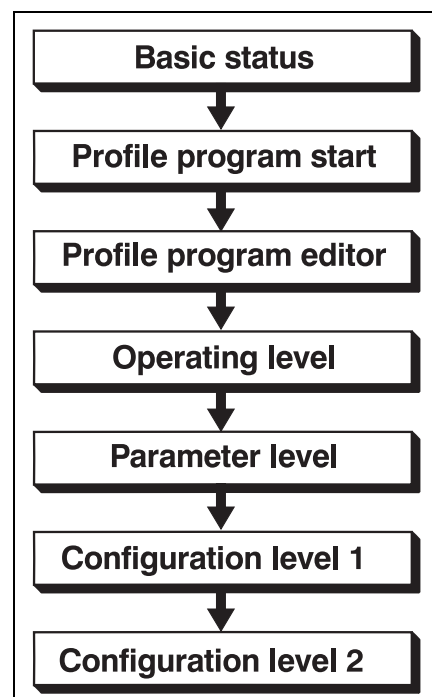 Basic status
Profile program start
Profile program editor
Operating level
Parameter level
Configuration level 1
Configuration level 2